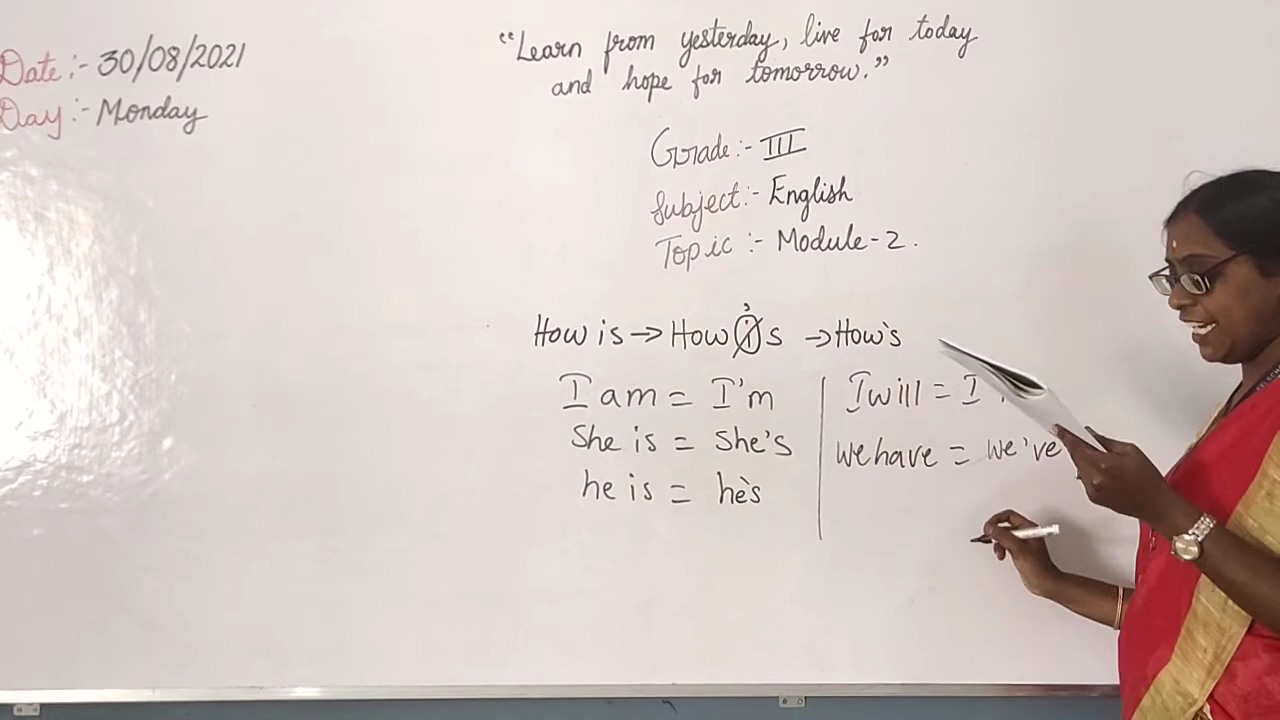 Date :- 30/08/2021
Day :- Monday
"Learn from yesterday, live for today
and hope for tomorrow."
Grade :- III
Subject :- English
Topic :- Module-2.
How is → How i's → How's
I am = I'm
She is = She's
he is = he's
I will = I
we have = we've